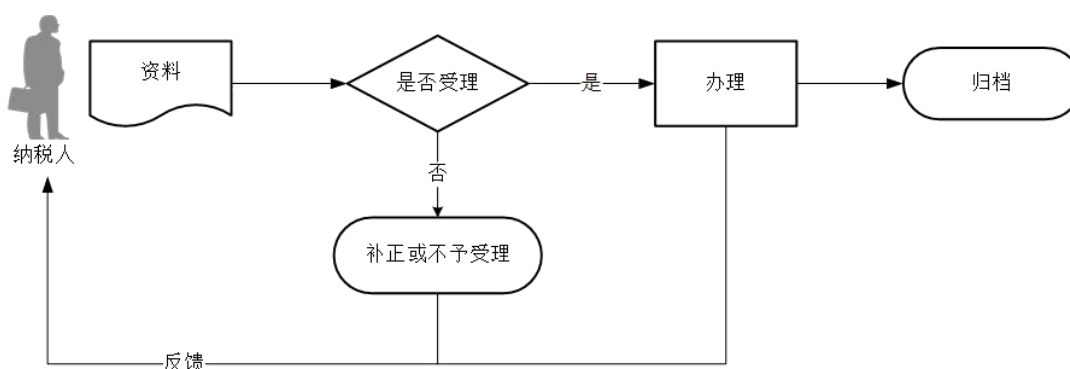 资料
是否受理
是
办理
归档
纳税人
否
补正或不予受理
反馈